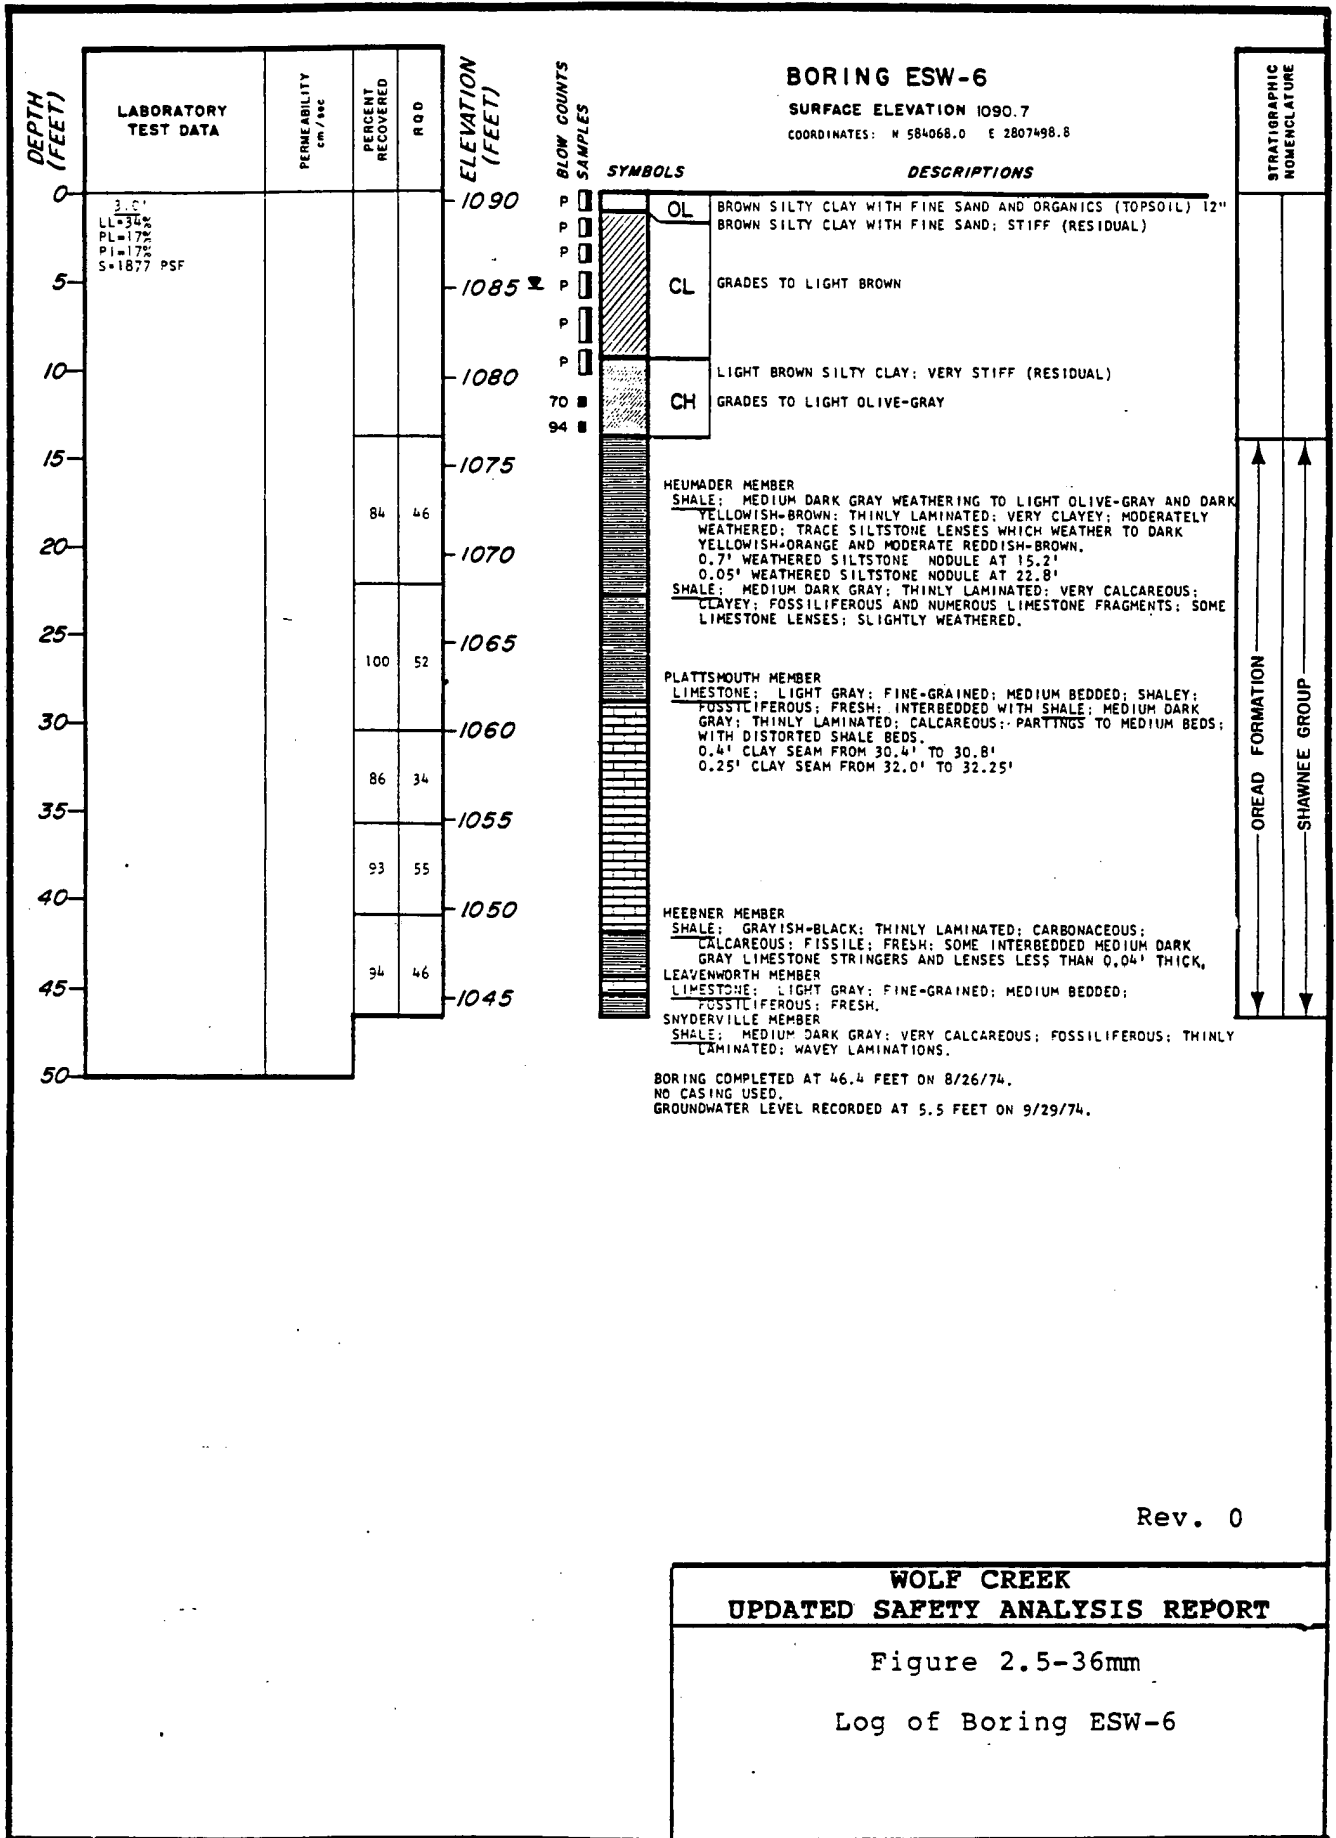 BORING ESW-6
SURFACE ELEVATION 1090.7
COORDINATES: N 584068.0 E 2807498.8
DEPTH (FEET)
LABORATORY TEST DATA
PERMEABILITY cm/sec
PERCENT RECOVERED
RQD
ELEVATION (FEET)
BLOW COUNTS
SAMPLES
SYMBOLS
DESCRIPTIONS
STRATIGRAPHIC NOMENCLATURE
0
5
10
15
20
25
30
35
40
45
50
3.0'
LL=34%
PL=17%
PI=17%
S=1877 PSF
84 46
100 52
86 34
93 55
94 46
1090
1085
1080
1075
1070
1065
1060
1055
1050
1045
P
P
P
P
P
P
70
94
OL
BROWN SILTY CLAY WITH FINE SAND AND ORGANICS (TOPSOIL) 12"
BROWN SILTY CLAY WITH FINE SAND; STIFF (RESIDUAL)
CL
GRADES TO LIGHT BROWN
LIGHT BROWN SILTY CLAY; VERY STIFF (RESIDUAL)
CH
GRADES TO LIGHT OLIVE-GRAY
HEUMADER MEMBER
SHALE; MEDIUM DARK GRAY WEATHERING TO LIGHT OLIVE-GRAY AND DARK
YELLOWISH-BROWN; THINLY LAMINATED; VERY CLAYEY; MODERATELY
WEATHERED; TRACE SILTSTONE LENSES WHICH WEATHER TO DARK
YELLOWISH-ORANGE AND MODERATE REDDISH-BROWN.
0.7' WEATHERED SILTSTONE NODULE AT 15.2'
0.05' WEATHERED SILTSTONE NODULE AT 22.8'
SHALE; MEDIUM DARK GRAY; THINLY LAMINATED; VERY CALCAREOUS;
CLAYEY; FOSSILIFEROUS AND NUMEROUS LIMESTONE FRAGMENTS; SOME
LIMESTONE LENSES; SLIGHTLY WEATHERED.
PLATTSMOUTH MEMBER
LIMESTONE; LIGHT GRAY; FINE-GRAINED; MEDIUM BEDDED; SHALEY;
FOSSILIFEROUS; FRESH; INTERBEDDED WITH SHALE; MEDIUM DARK
GRAY; THINLY LAMINATED; CALCAREOUS; PARTINGS TO MEDIUM BEDS;
WITH DISTORTED SHALE BEDS.
0.4' CLAY SEAM FROM 30.4' TO 30.8'
0.25' CLAY SEAM FROM 32.0' TO 32.25'
HEEBNER MEMBER
SHALE; GRAYISH-BLACK; THINLY LAMINATED; CARBONACEOUS;
CALCAREOUS; FISSILE; FRESH; SOME INTERBEDDED MEDIUM DARK
GRAY LIMESTONE STRINGERS AND LENSES LESS THAN 0.04' THICK.
LEAVENWORTH MEMBER
LIMESTONE; LIGHT GRAY; FINE-GRAINED; MEDIUM BEDDED;
FOSSILIFEROUS; FRESH.
SNYDERVILLE MEMBER
SHALE; MEDIUM DARK GRAY; VERY CALCAREOUS; FOSSILIFEROUS; THINLY
LAMINATED; WAVEY LAMINATIONS.
BORING COMPLETED AT 46.4 FEET ON 8/26/74.
NO CASING USED.
GROUNDWATER LEVEL RECORDED AT 5.5 FEET ON 9/29/74.
OREAD FORMATION
SHAWNEE GROUP
Rev. 0
WOLF CREEK
UPDATED SAFETY ANALYSIS REPORT
Figure 2.5-36mm
Log of Boring ESW-6